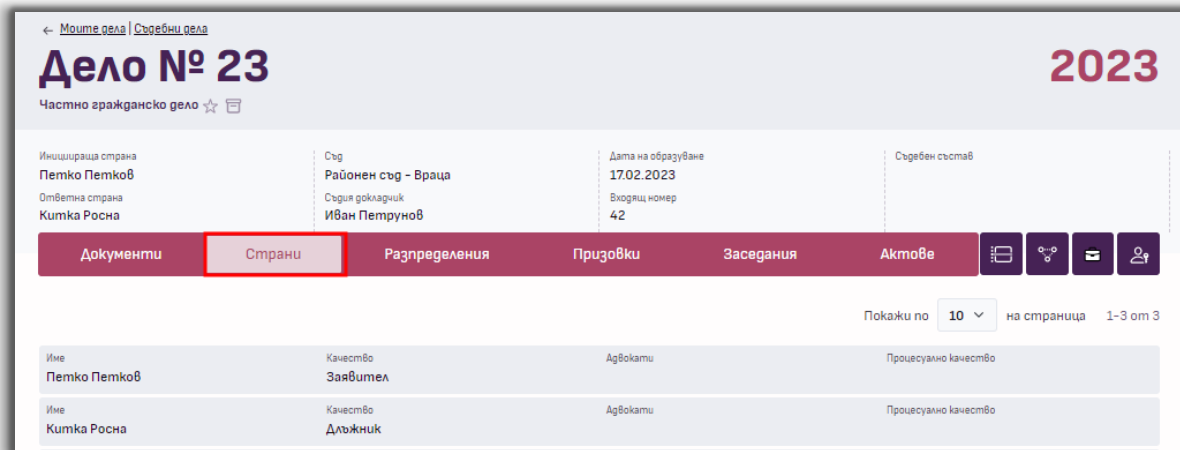 ← Моите дела | Съдебни дела
Дело № 23
2023
Частно гражданско дело
Иницицраща страна
Петко Петков
Ответна страна
Китка Росна
Съд
Районен съд - Враца
Съдия докладчик
Иван Петрунов
Дата на образуване
17.02.2023
Входящ номер
42
Съдебен състав
Документи Страни Разпределения Призовки Заседания Актове
Покажи по 10 на страница 1-3 от 3
Име Качество Адвокати Процесуално качество
Петко Петков Заявител
Име Качество Адвокати Процесуално качество
Китка Росна Длъжник